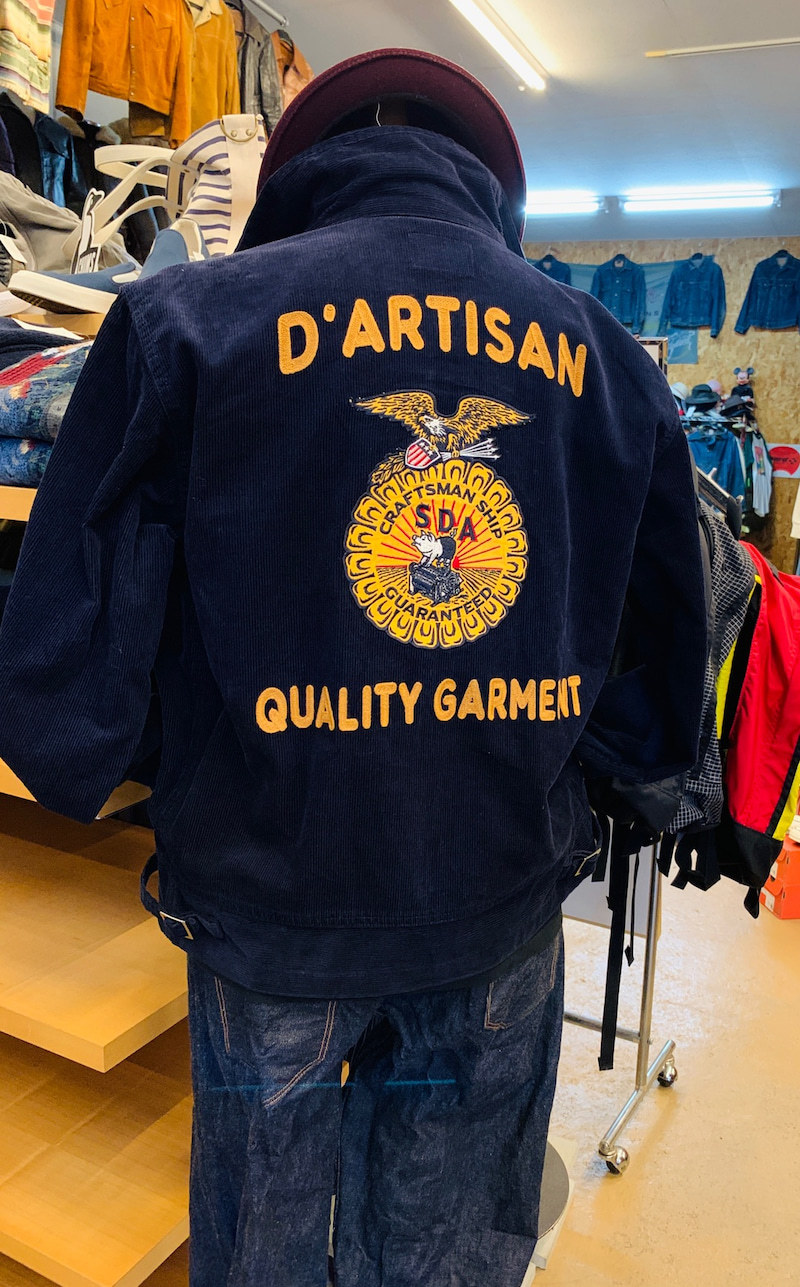 D'ARTISAN
CRAFTSMAN SHIP
SDA
GUARANTEED
QUALITY GARMENT